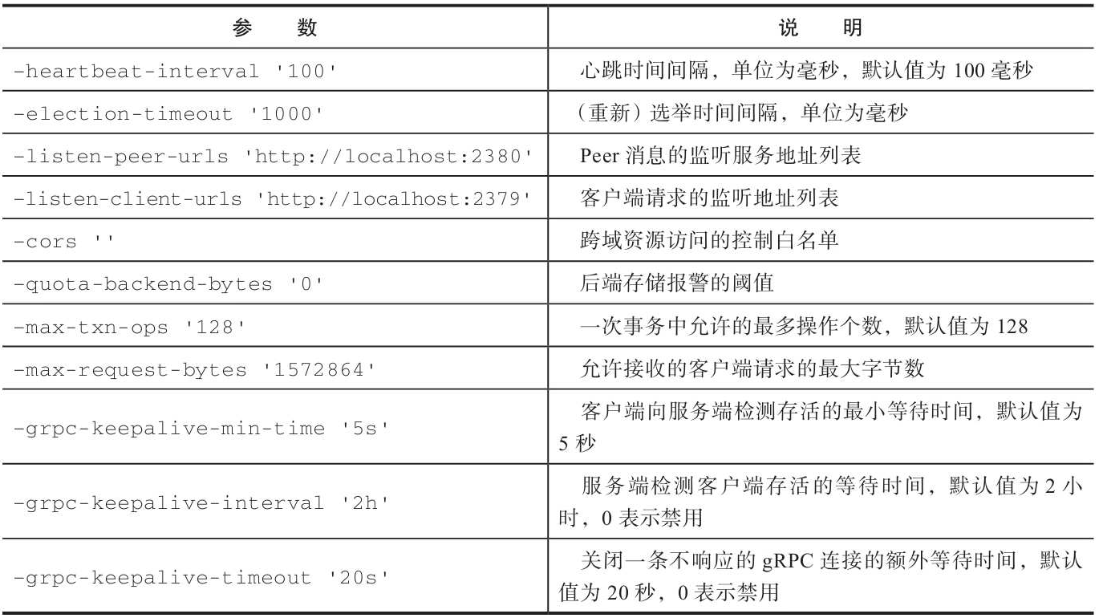 参 数 说 明
-heartbeat-interval '100' 心跳时间间隔，单位为毫秒，默认值为 100 毫秒
-election-timeout '1000' （重新）选举时间间隔，单位为毫秒
-listen-peer-urls 'http://localhost:2380' Peer 消息的监听服务地址列表
-listen-client-urls 'http://localhost:2379' 客户端请求的监听地址列表
-cors '' 跨域资源访问的控制白名单
-quota-backend-bytes '0' 后端存储报警的阈值
-max-txn-ops '128' 一次事务中允许的最多操作个数，默认值为 128
-max-request-bytes '1572864' 允许接收的客户端请求的最大字节数
-grpc-keepalive-min-time '5s' 客户端向服务端检测存活的最小等待时间，默认值为
5 秒
-grpc-keepalive-interval '2h' 服务端检测客户端存活的等待时间，默认值为 2 小
时，0 表示禁用
-grpc-keepalive-timeout '20s' 关闭一条不响应的 gRPC 连接的额外等待时间，默认
值为 20 秒，0 表示禁用